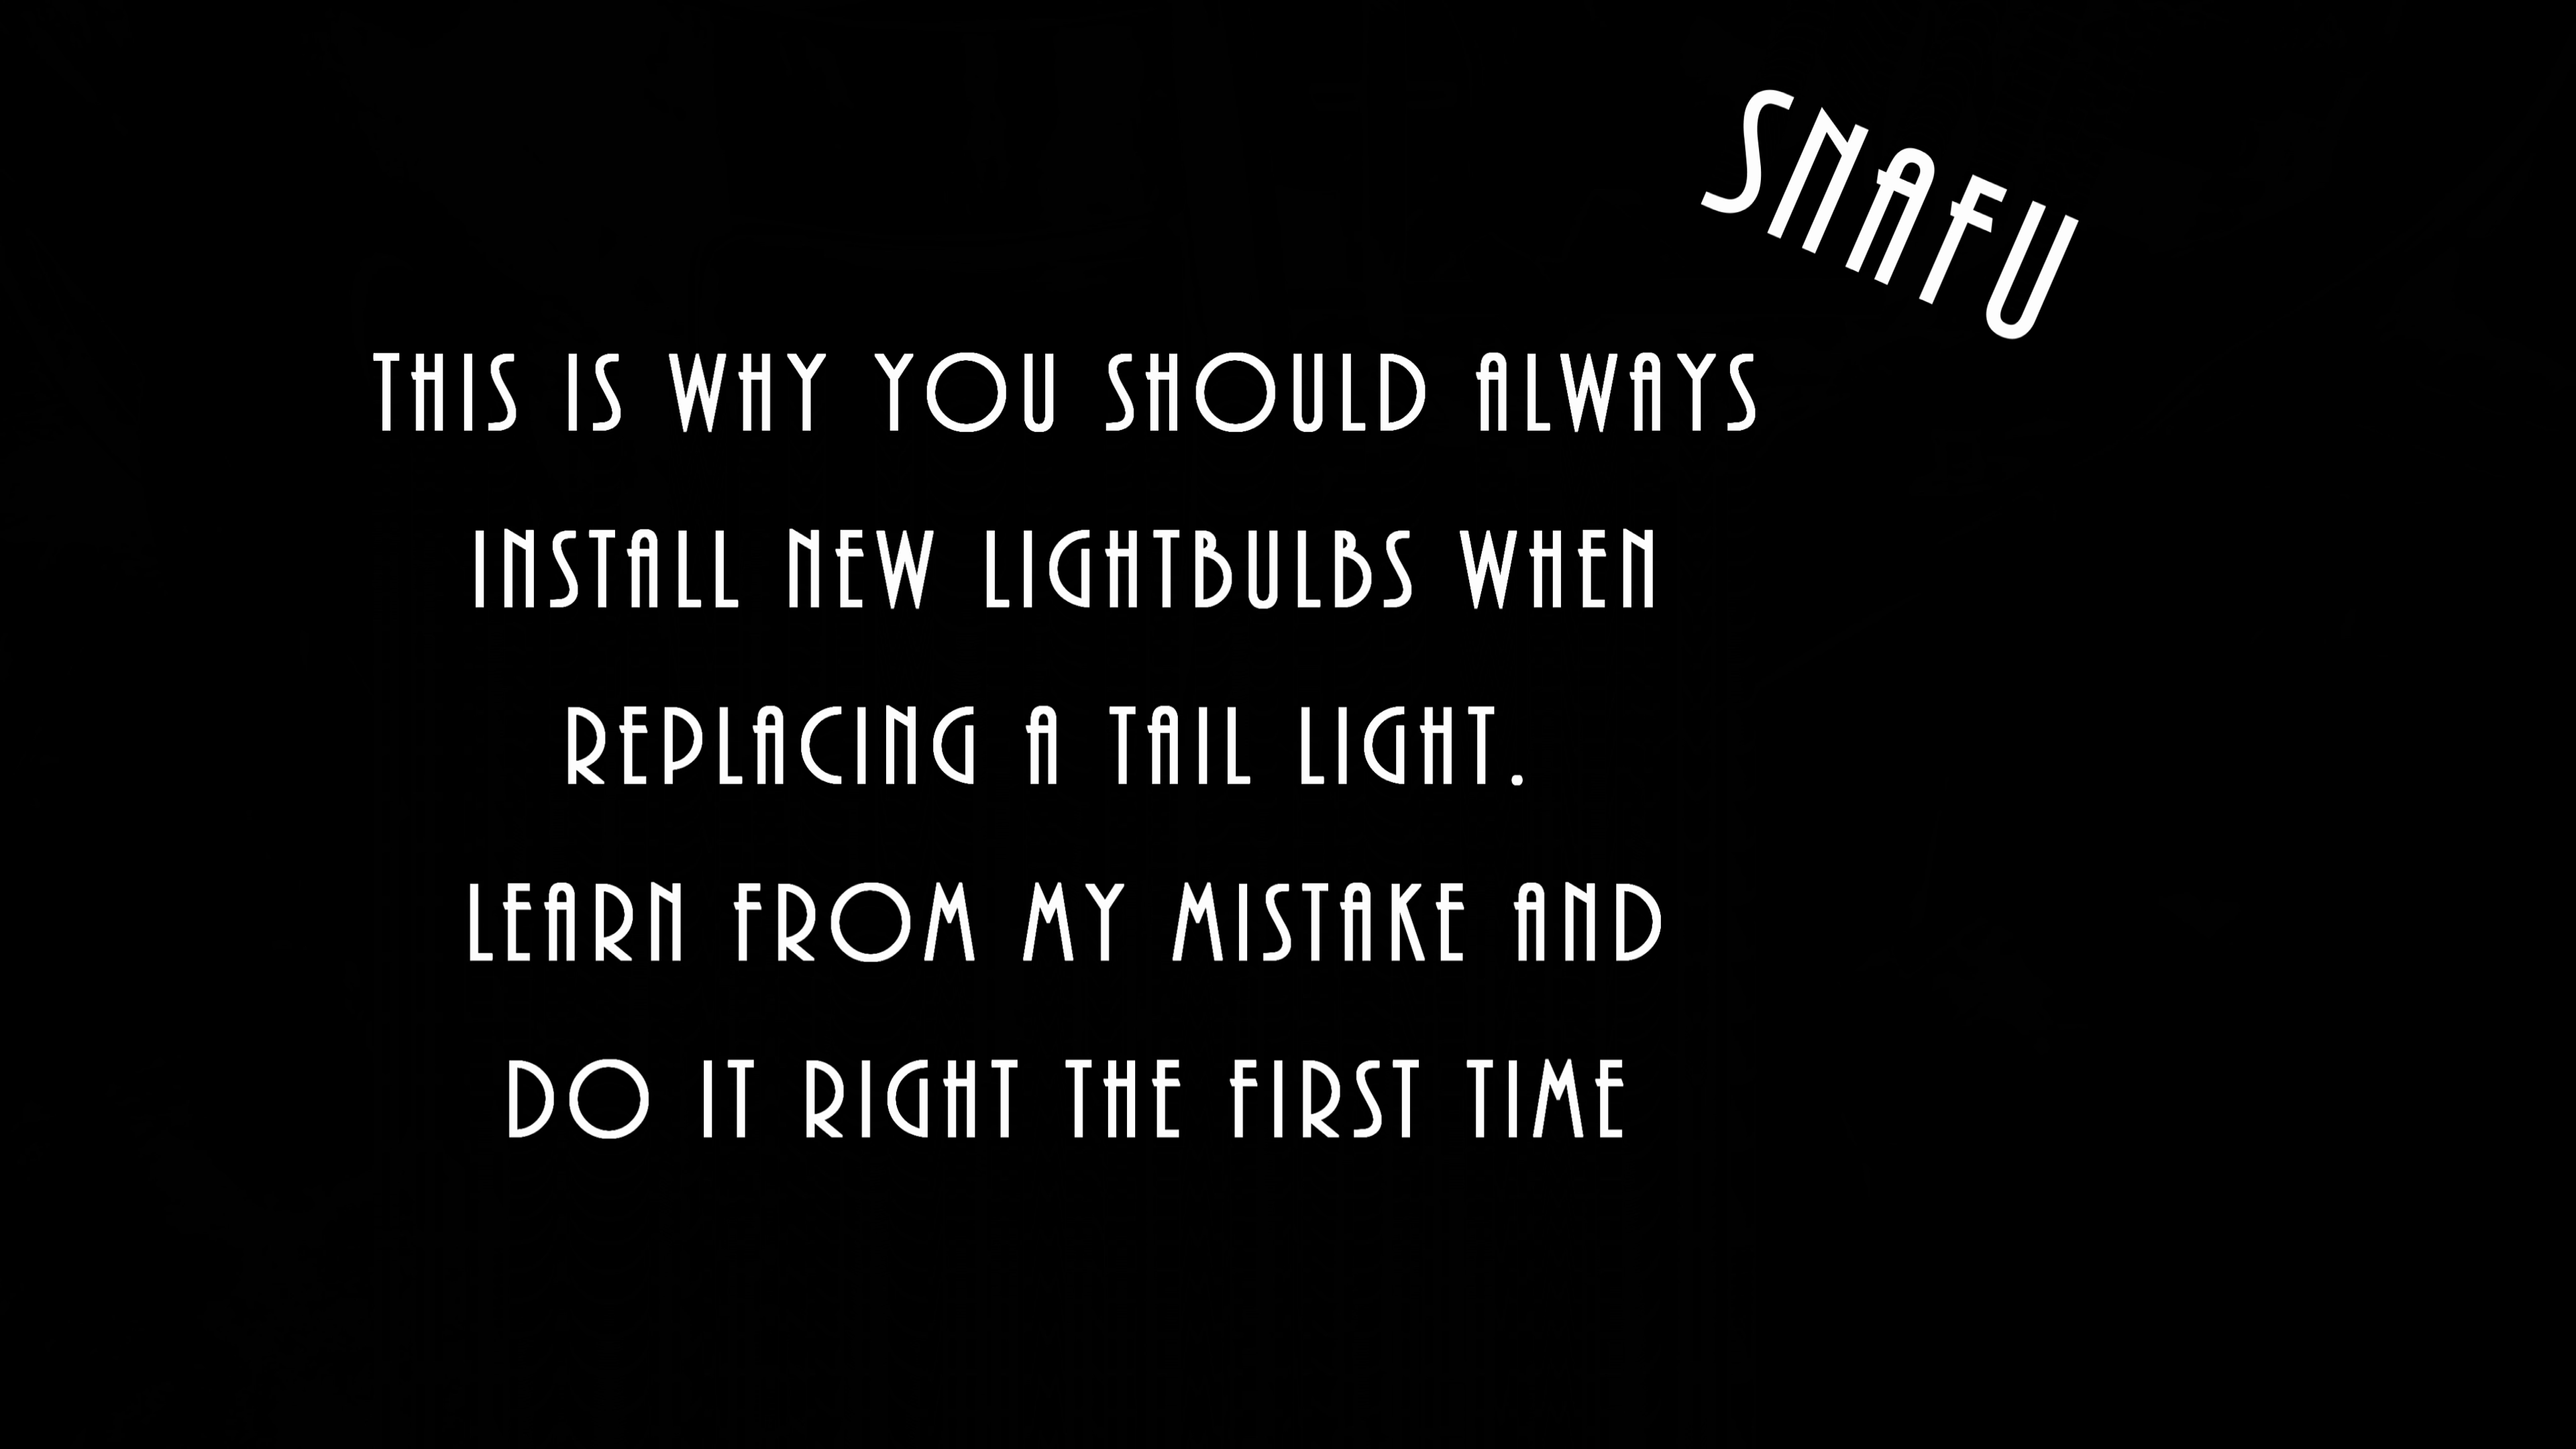 SNAFU
THIS IS WHY YOU SHOULD ALWAYS
INSTALL NEW LIGHTBULBS WHEN
REPLACING A TAIL LIGHT.
LEARN FROM MY MISTAKE AND
DO IT RIGHT THE FIRST TIME